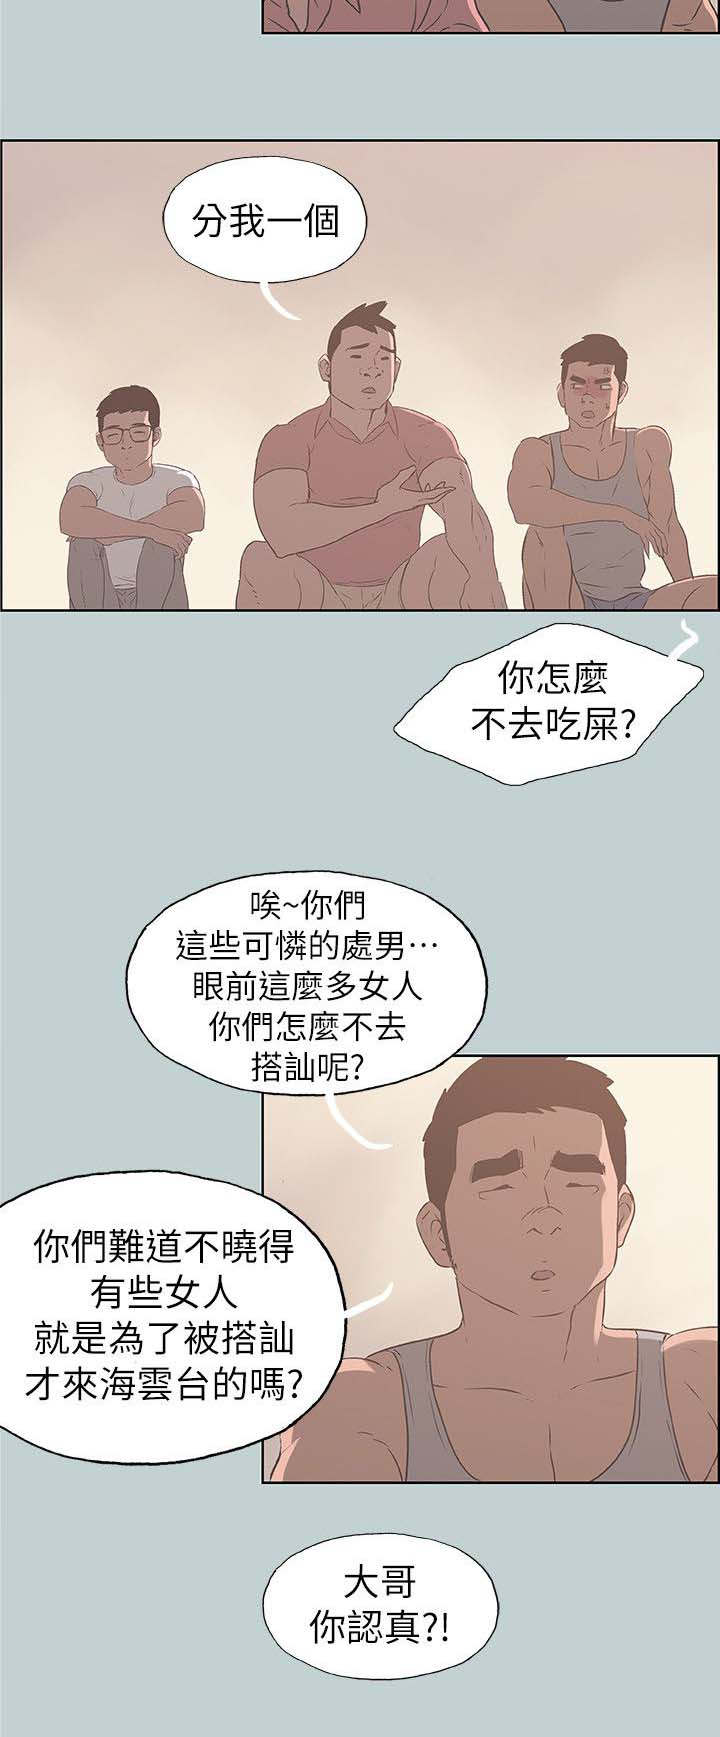 分我一個
你怎麼
不去吃屎?
唉~你們
這些可憐的處男…
眼前這麼多女人
你們怎麼不去
搭訕呢?
你們難道不曉得
有些女人
就是為了被搭訕
才來海雲台的嗎?
大哥
你認真?!